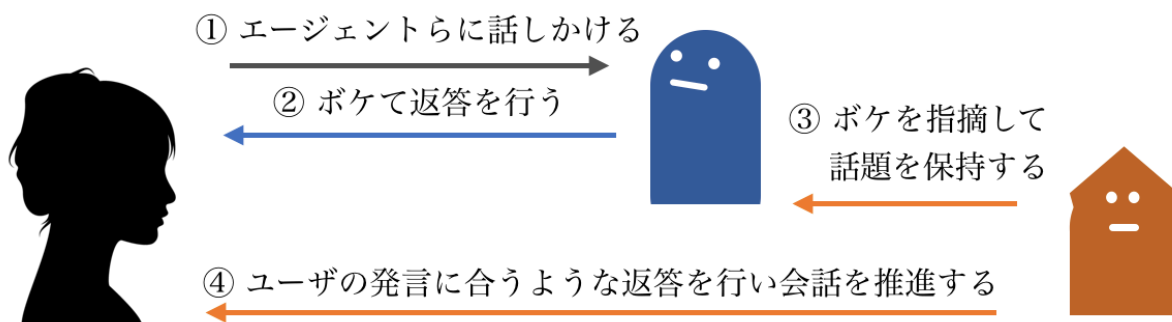 ① エージェントらに話しかける
② ボケて返答を行う
③ ボケを指摘して
話題を保持する
④ ユーザの発言に合うような返答を行い会話を推進する